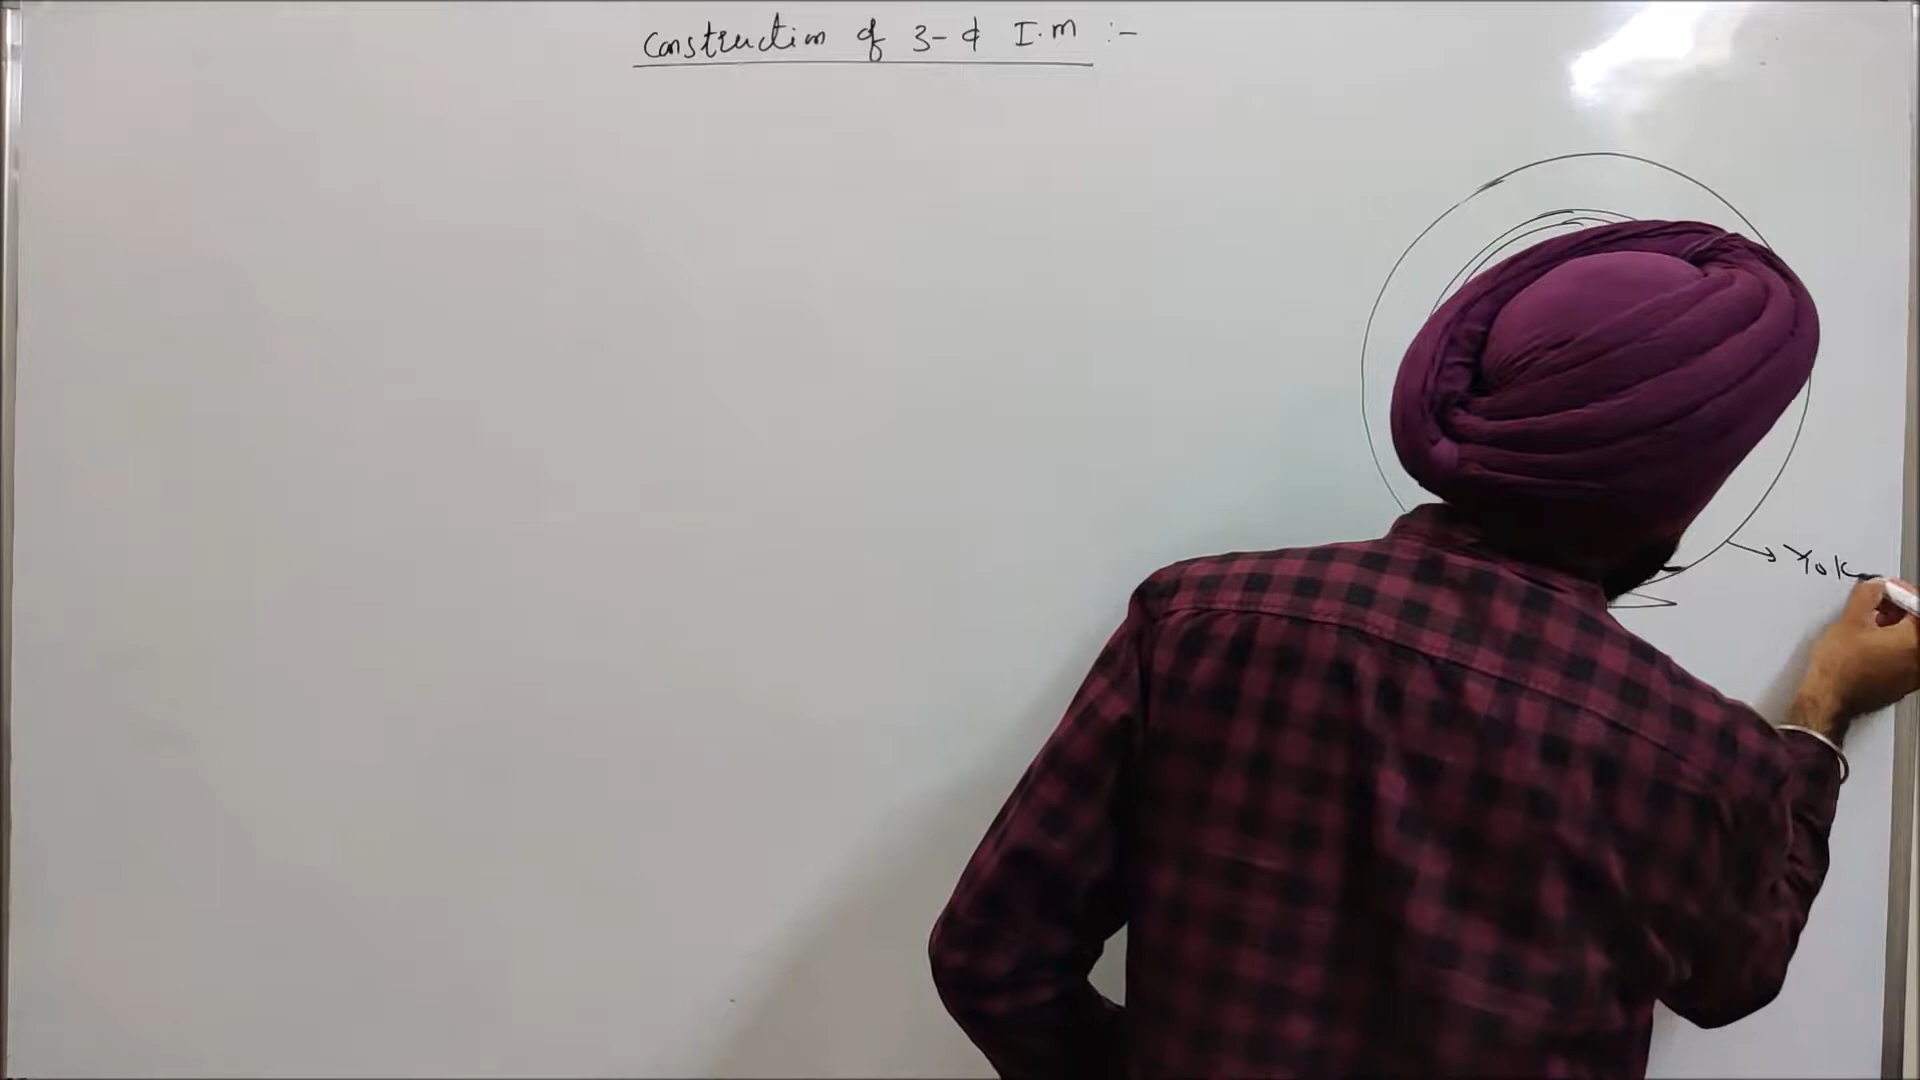 Construction of 3-ɸ I.m :-
→ Yok